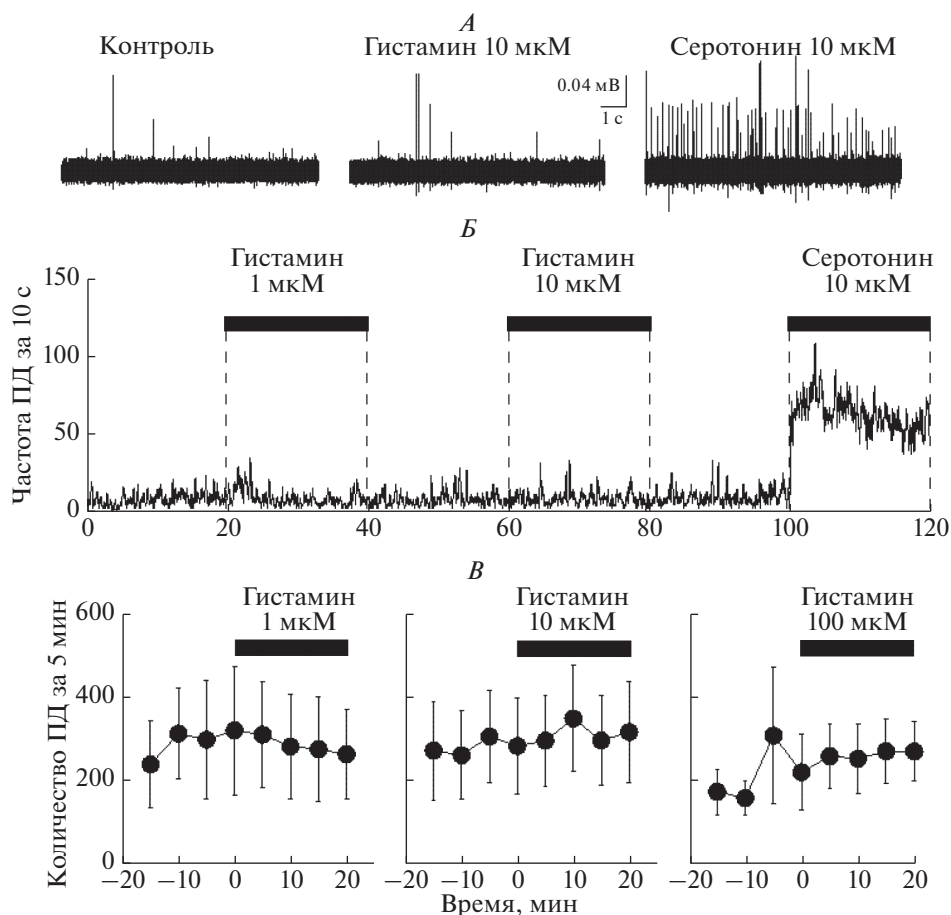 А
Контроль
Гистамин 10 мкМ
Серотонин 10 мкМ
0.04 мВ
1 с
Б
Гистамин
1 мкМ
Гистамин
10 мкМ
Серотонин
10 мкМ
Частота ПД за 10 с
150
100
50
0
0 20 40 60 80 100 120
В
Гистамин
1 мкМ
Гистамин
10 мкМ
Гистамин
100 мкМ
Количество ПД за 5 мин
600
400
200
0
−20 −10 0 10 20
−20 −10 0 10 20
−20 −10 0 10 20
Время, мин